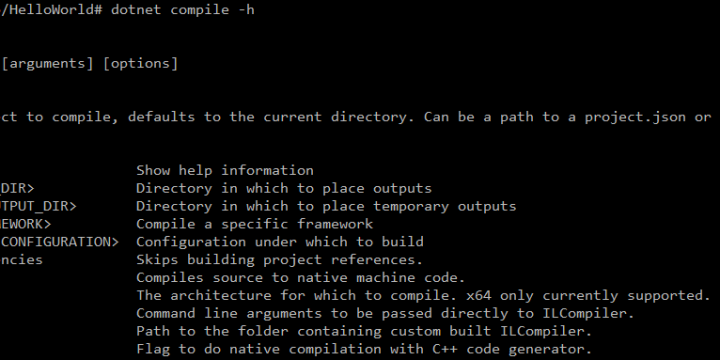 /HelloWorld# dotnet compile -h
[arguments] [options]
ct to compile, defaults to the current directory. Can be a path to a project.json or
Show help information
DIR> Directory in which to place outputs
TPUT_DIR> Directory in which to place temporary outputs
EWORK> Compile a specific framework
CONFIGURATION> Configuration under which to build
ncies Skips building project references.
Compiles source to native machine code.
The architecture for which to compile. x64 only currently supported.
Command line arguments to be passed directly to ILCompiler.
Path to the folder containing custom built ILCompiler.
Flag to do native compilation with C++ code generator.